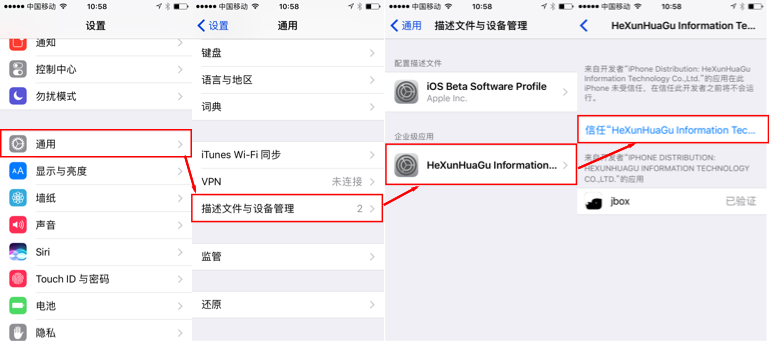 中国移动 10:58
设置
通知
控制中心
勿扰模式
通用
显示与亮度
AA
墙纸
声音
Siri
Touch ID 与密码
电池
隐私
中国移动 10:58
设置 通用
键盘
语言与地区
词典
iTunes Wi-Fi 同步
VPN 未连接
描述文件与设备管理 2
监管
还原
中国移动 10:58
通用 描述文件与设备管理
配置描述文件
iOS Beta Software Profile
Apple Inc.
企业级应用
HeXunHuaGu Information...
中国移动 10:58
HeXunHuaGu Information Te...
来自开发者“iPhone Distribution: HeXunHuaGu
Information Technology Co.,Ltd.”的应用在此
iPhone 未受信任。在信任此开发者之前将不会运
行。
信任“HeXunHuaGu Information Tec...
来自开发者“IPHONE DISTRIBUTION:
HEXUNHUAGU INFORMATION TECHNOLOGY
CO.,LTD.”的应用
jbox 已验证